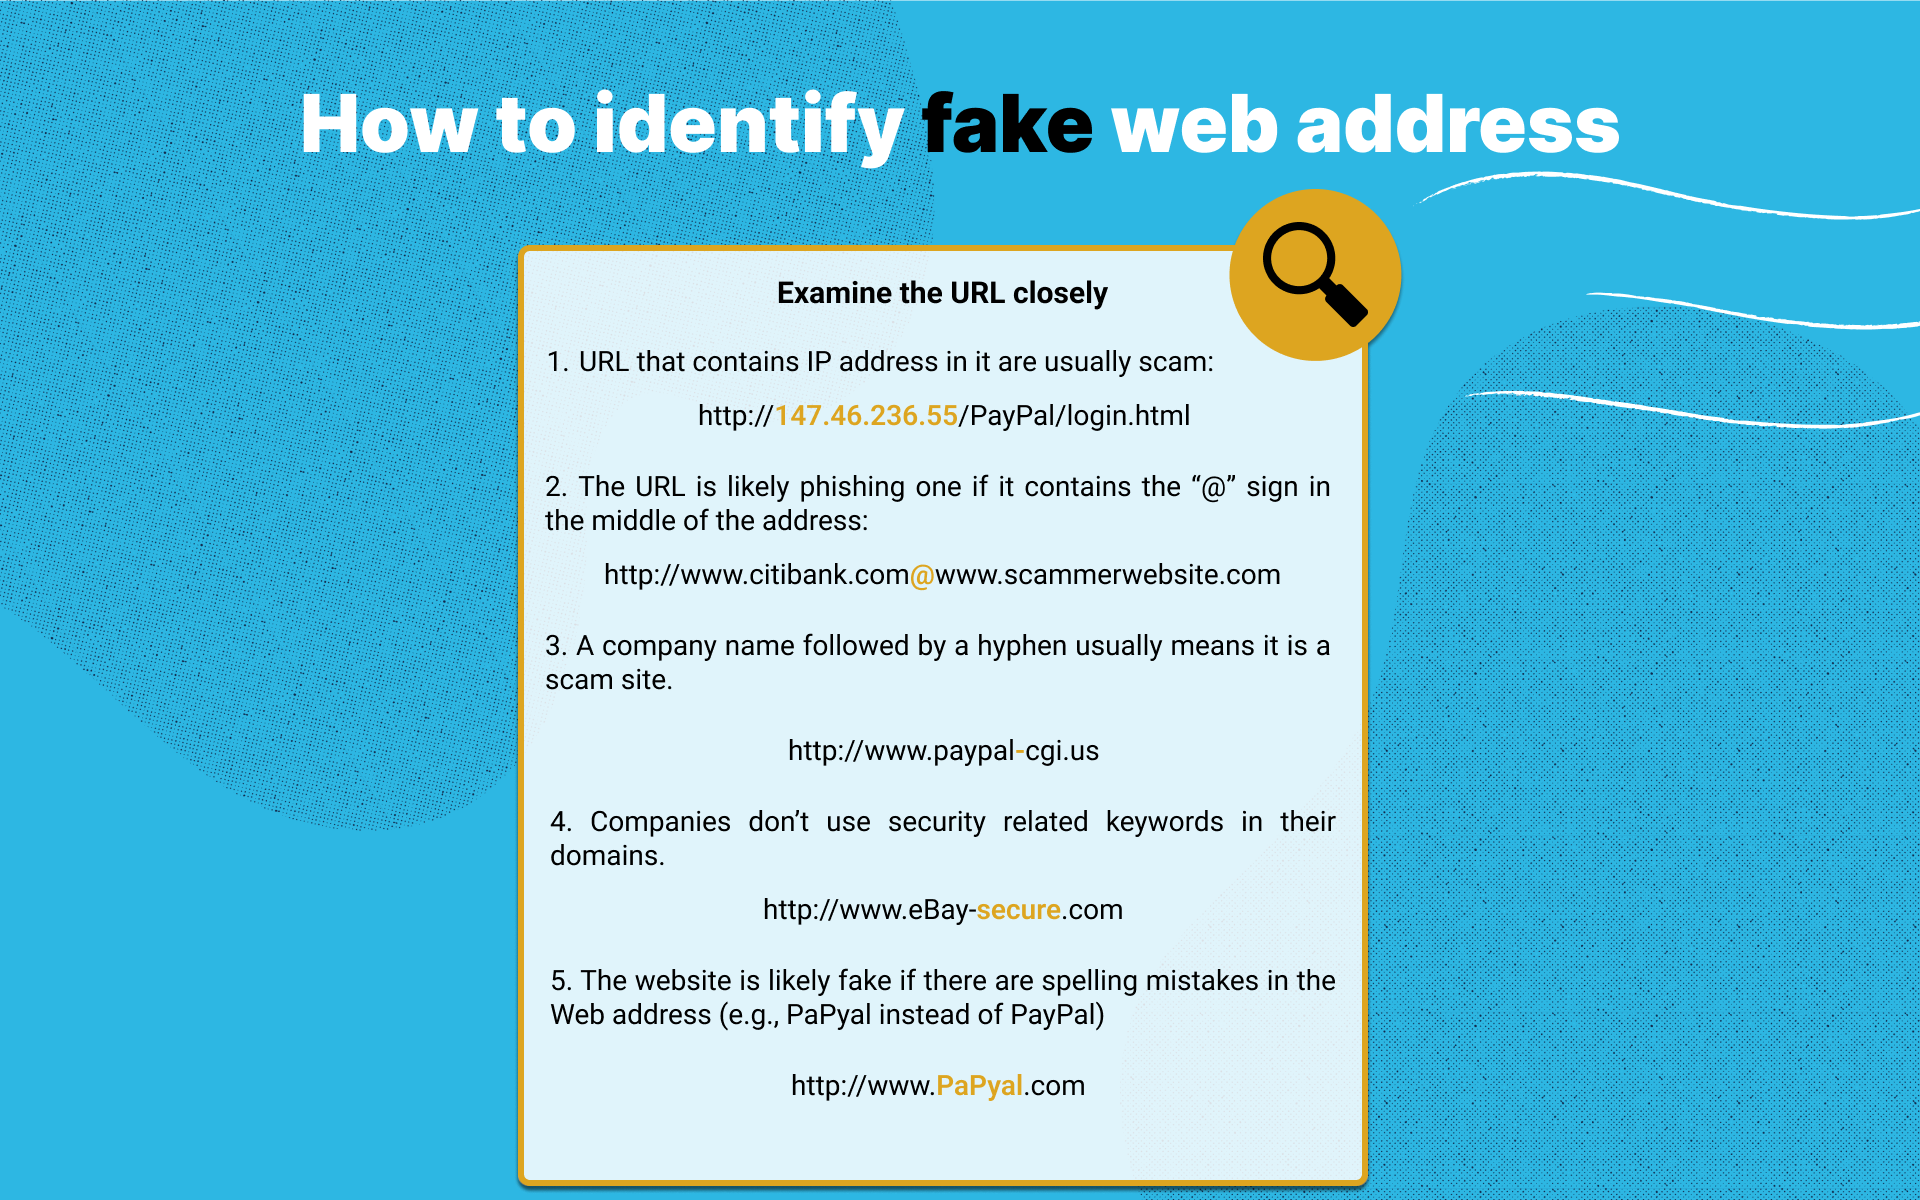 How to identify fake web address
Examine the URL closely
1. URL that contains IP address in it are usually scam:
http://147.46.236.55/PayPal/login.html
2. The URL is likely phishing one if it contains the “@” sign in
the middle of the address:
http://www.citibank.com@www.scammerwebsite.com
3. A company name followed by a hyphen usually means it is a
scam site.
http://www.paypal-cgi.us
4. Companies don’t use security related keywords in their
domains.
http://www.eBay-secure.com
5. The website is likely fake if there are spelling mistakes in the
Web address (e.g., PaPyal instead of PayPal)
http://www.PaPyal.com